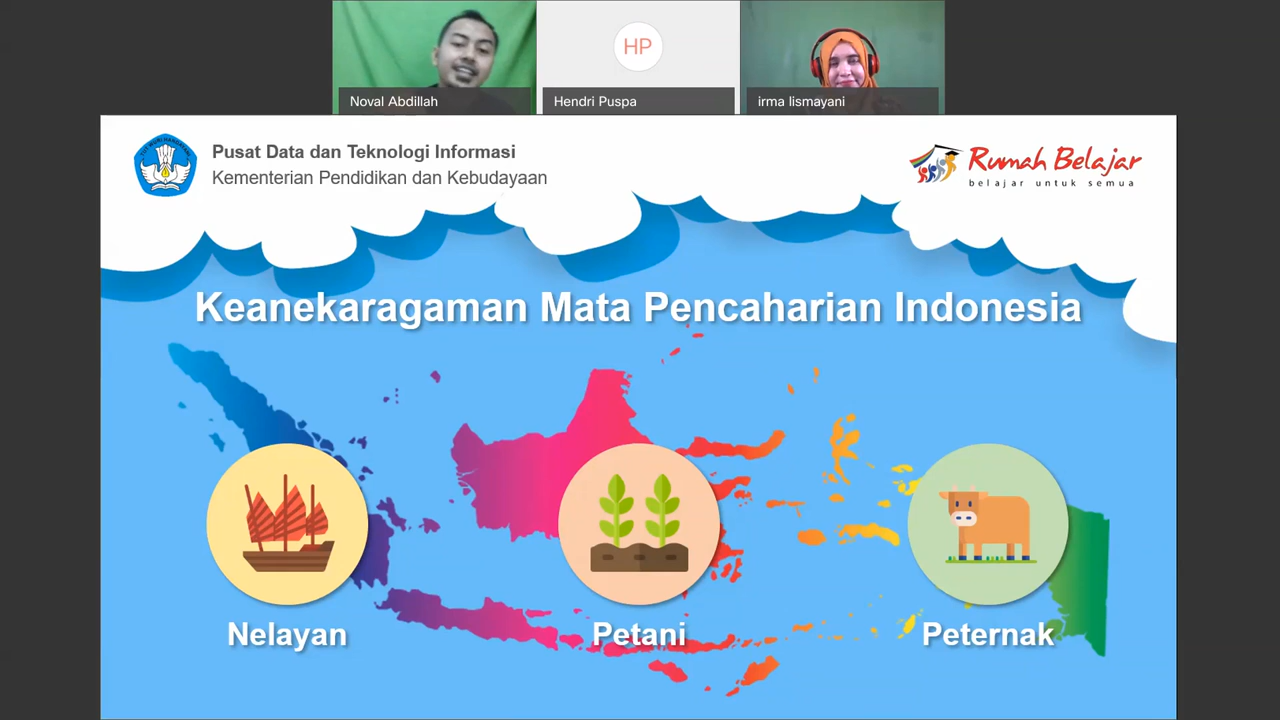 Noval Abdillah
HP
Hendri Puspa
irma lismayani
Pusat Data dan Teknologi Informasi
Kementerian Pendidikan dan Kebudayaan
Rumah Belajar
belajar untuk semua
Keanekaragaman Mata Pencaharian Indonesia
Nelayan
Petani
Peternak